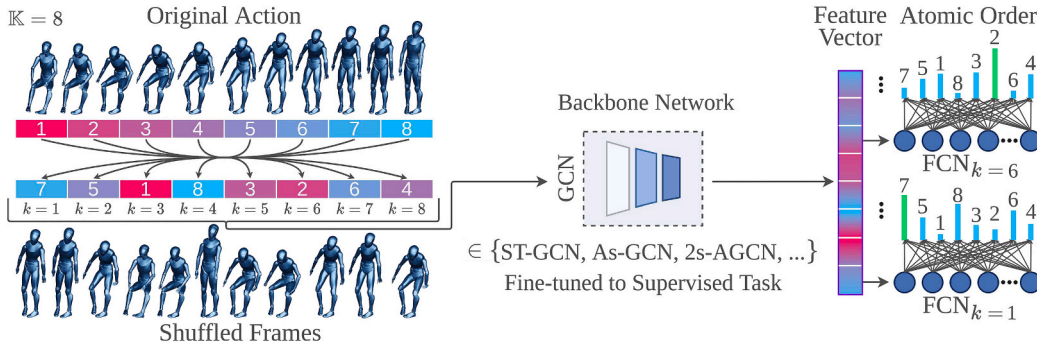 𝕂 = 8
Original Action
1 2 3 4 5 6 7 8
7 5 1 8 3 2 6 4
k = 1 k = 2 k = 3 k = 4 k = 5 k = 6 k = 7 k = 8
Shuffled Frames
Backbone Network
GCN
∈ {ST-GCN, As-GCN, 2s-AGCN, ...}
Fine-tuned to Supervised Task
Feature
Vector
Atomic Order
7 5 1 8 3 2 6 4
FCN k = 6
7 5 1 8 3 2 6 4
FCN k = 1